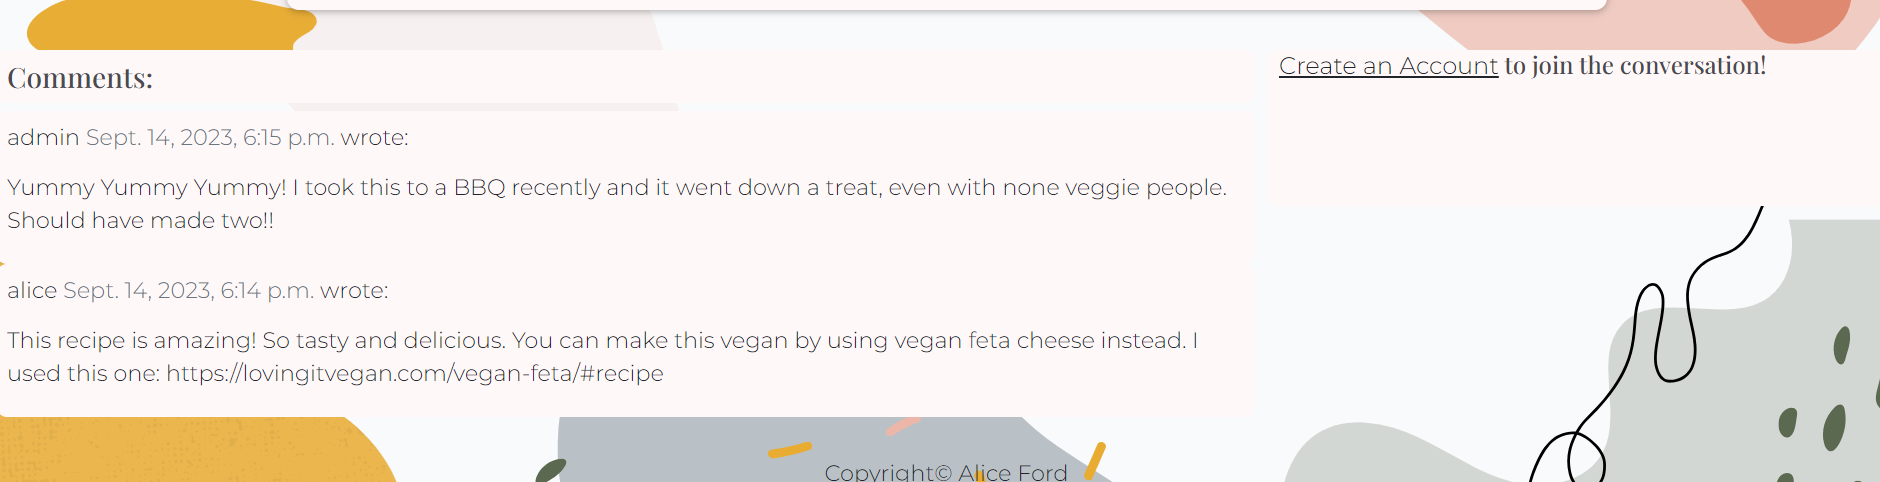 Comments:
Create an Account to join the conversation!
admin Sept. 14, 2023, 6:15 p.m. wrote:
Yummy Yummy Yummy! I took this to a BBQ recently and it went down a treat, even with none veggie people.
Should have made two!!
alice Sept. 14, 2023, 6:14 p.m. wrote:
This recipe is amazing! So tasty and delicious. You can make this vegan by using vegan feta cheese instead. I
used this one: https://lovingitvegan.com/vegan-feta/#recipe
Copyright© Alice Ford